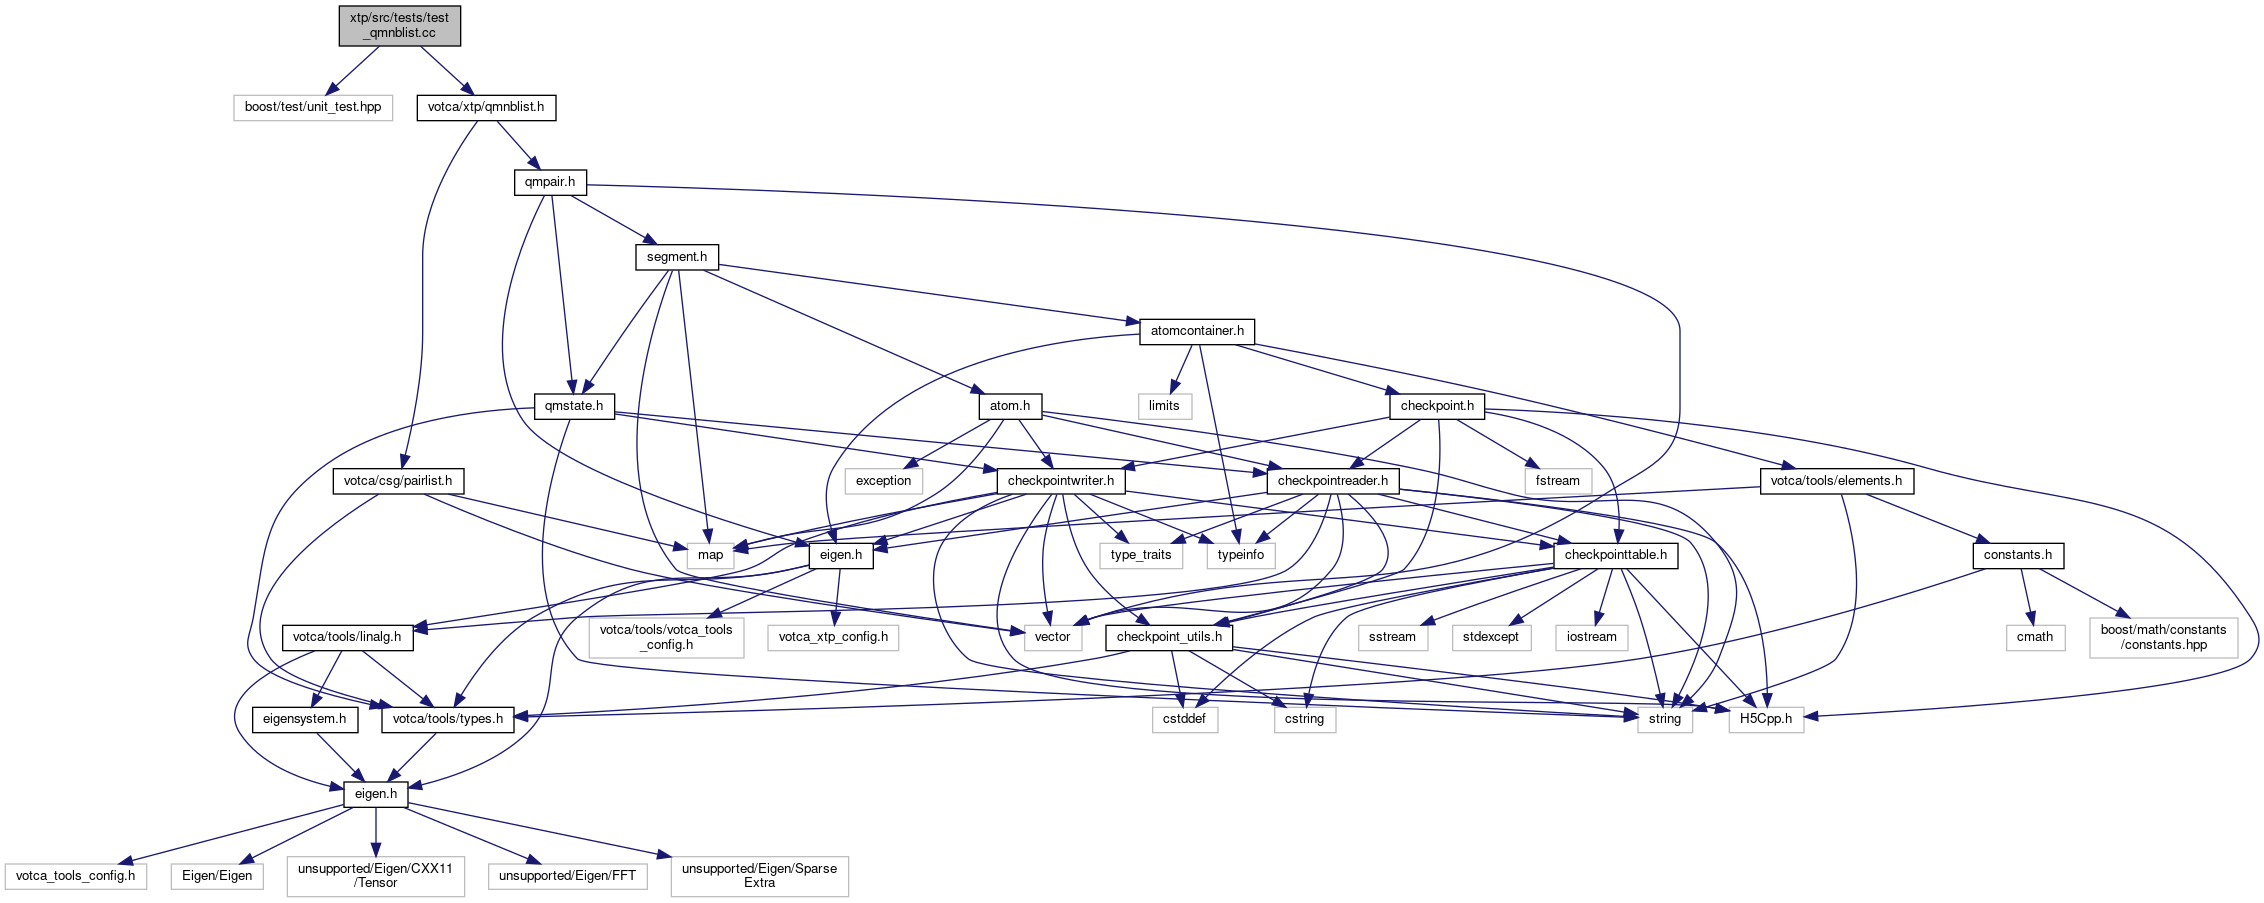 xtp/src/tests/test
_qmnblist.cc
boost/test/unit_test.hpp
votca/xtp/qmnblist.h
qmpair.h
segment.h
atomcontainer.h
qmstate.h
atom.h
limits
checkpoint.h
votca/csg/pairlist.h
exception
checkpointwriter.h
checkpointreader.h
fstream
votca/tools/elements.h
map
eigen.h
type_traits
typeinfo
checkpointtable.h
constants.h
votca/tools/linalg.h
votca/tools/votca_tools
_config.h
votca_xtp_config.h
vector
checkpoint_utils.h
sstream
stdexcept
iostream
cmath
boost/math/constants
/constants.hpp
eigensystem.h
votca/tools/types.h
cstddef
cstring
string
H5Cpp.h
eigen.h
votca_tools_config.h
Eigen/Eigen
unsupported/Eigen/CXX11
/Tensor
unsupported/Eigen/FFT
unsupported/Eigen/Sparse
Extra